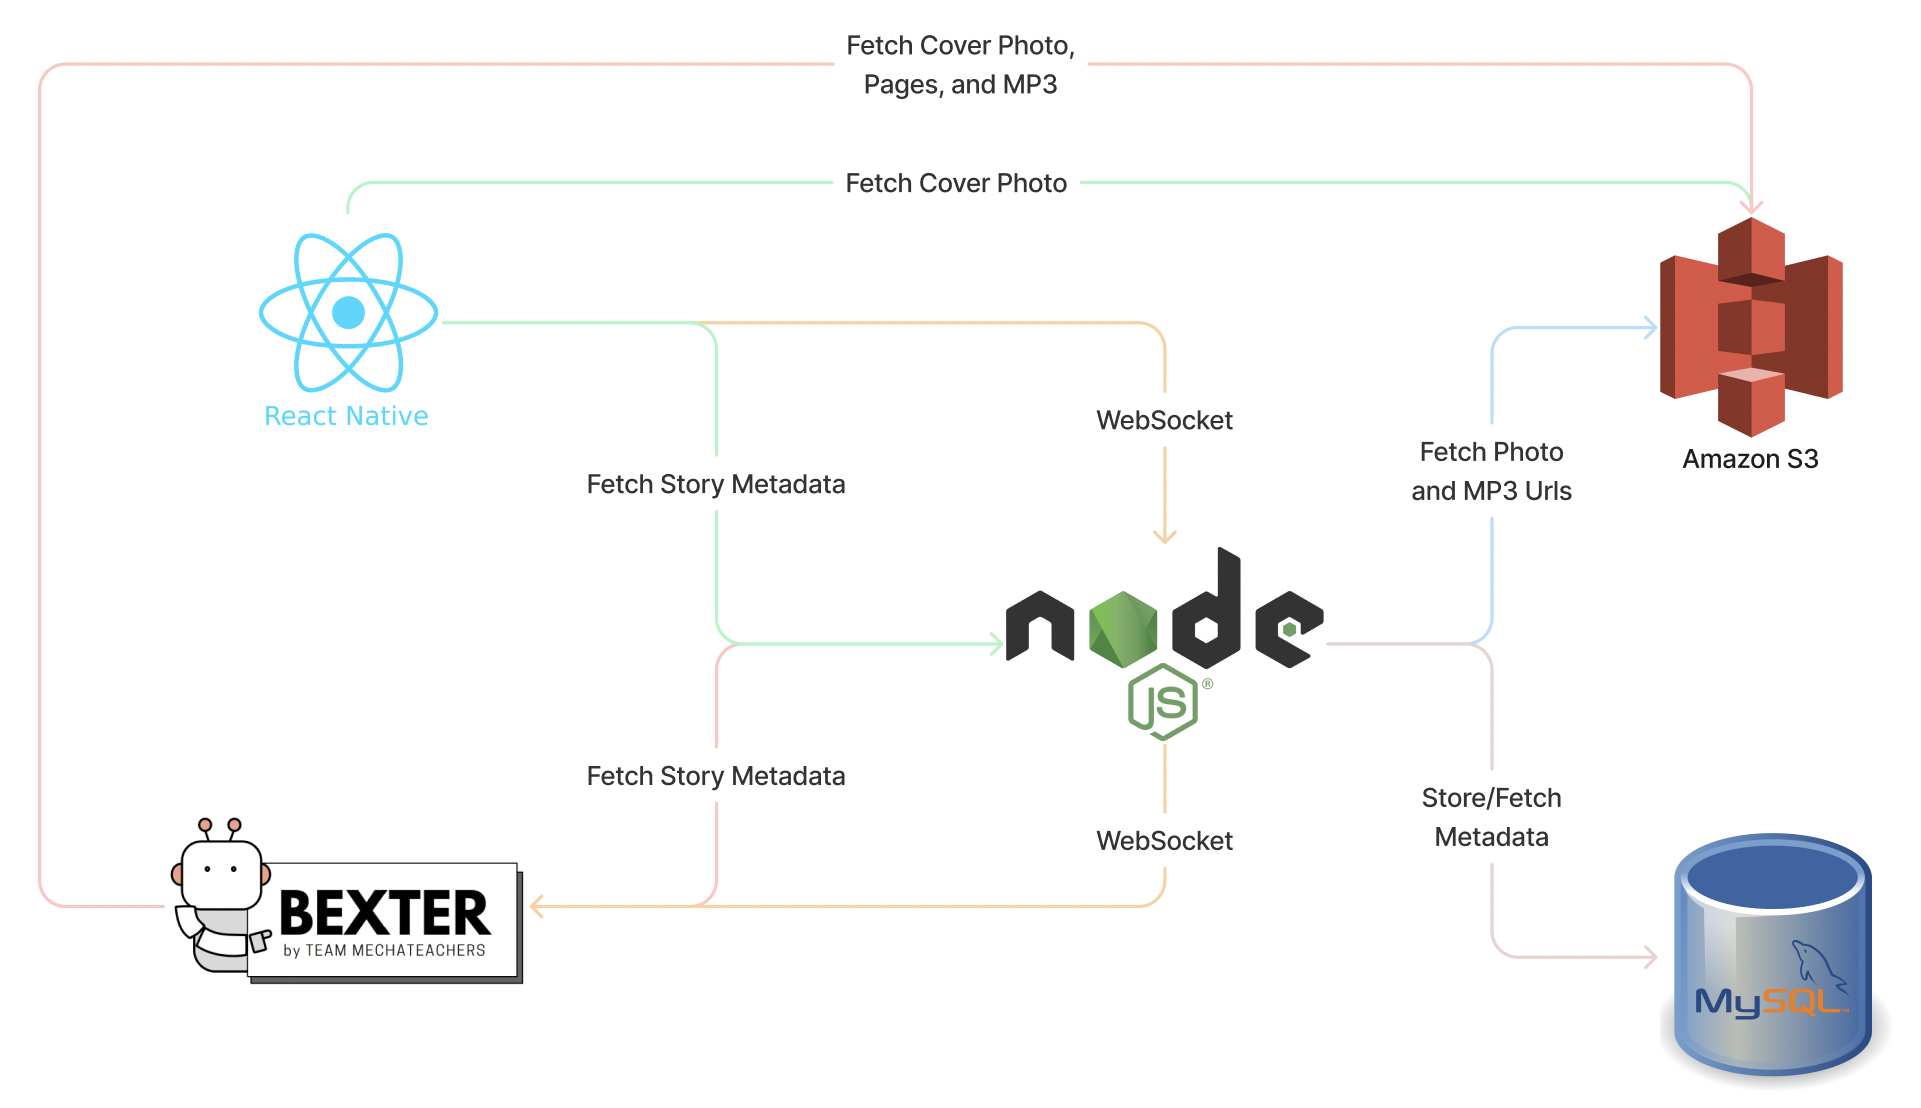 Fetch Cover Photo,
Pages, and MP3
Fetch Cover Photo
React Native
WebSocket
Fetch Story Metadata
Fetch Photo
and MP3 Urls
Amazon S3
node
JS®
Fetch Story Metadata
WebSocket
Store/Fetch
Metadata
BEXTER
by TEAM MECHATEACHERS
MySQL™